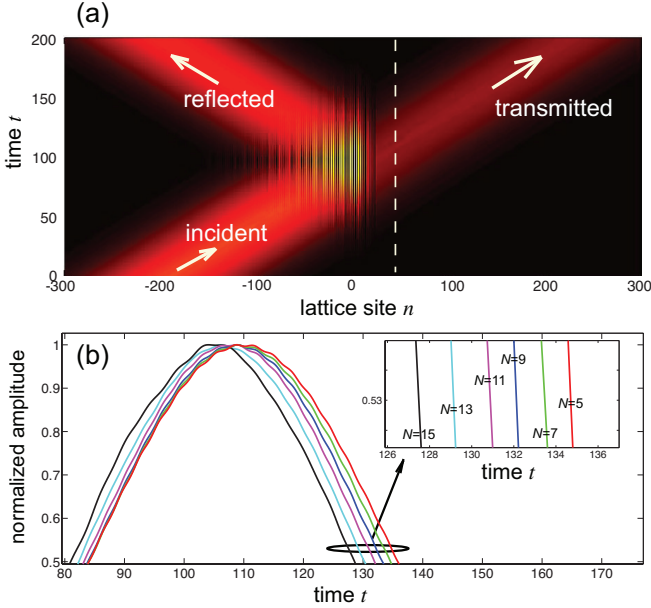 (a)
200
150
100
50
0
time t
reflected
transmitted
incident
-300
-200
-100
0
100
200
300
lattice site n
(b)
1
0.9
0.8
0.7
0.6
0.5
normalized amplitude
N=9
N=11
0.53
N=13
N=5
N=15
N=7
126
128
130
132
134
136
time t
80
90
100
110
120
130
140
150
160
170
time t